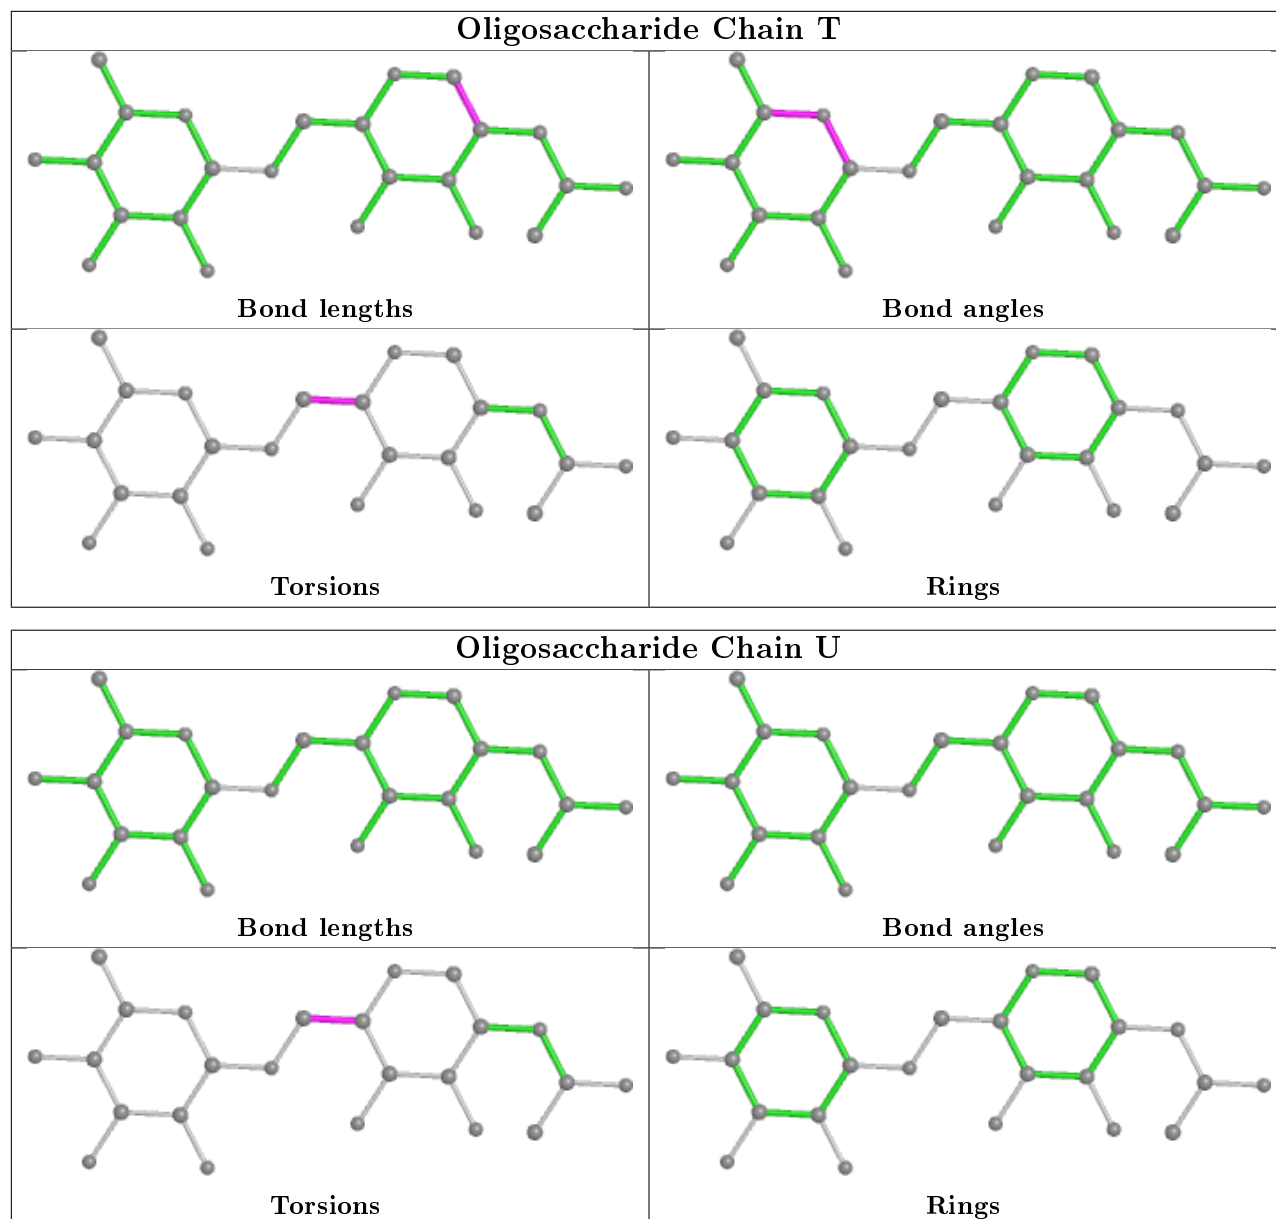 Oligosaccharide Chain T
Bond lengths
Bond angles
Torsions
Rings
Oligosaccharide Chain U
Bond lengths
Bond angles
Torsions
Rings